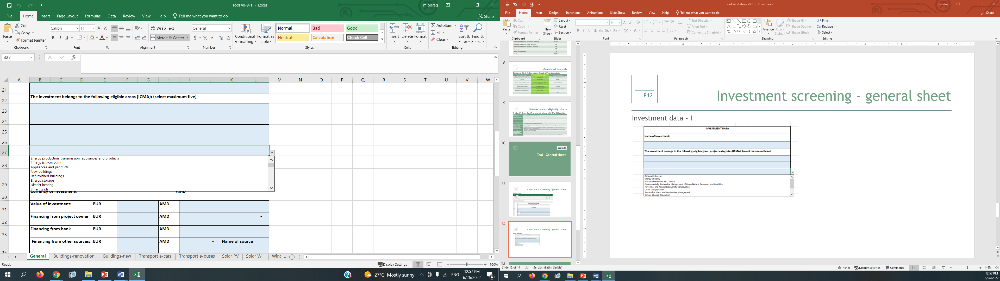 Tool v0-9-1 - Excel
miodrag
File Home Insert Page Layout Formulas Data Review View Help Tell me what you want to do
Share
Paste
Cut
Copy
Format Painter
Calibri 11
Wrap Text
Merge & Center
General
Conditional Formatting
Format as Table
Normal Bad Good
Neutral Calculation Check Cell
Insert Delete Format
AutoSum
Fill
Clear
Sort & Filter
Find & Select
Clipboard Font Alignment Number Styles Cells Editing
B27
A B C D E F G H I J K L M N O P Q R S T U V W
21
22 The investment belongs to the following eligible areas (ICMA): (select maximum five)
23
24
25
26
27
28
29
30
31
32
33
34
Energy production, transmission, appliances and products
Energy transmission
Appliances and products
New buildings
Refurbished buildings
Energy storage
District heating
Smart grids
Currency of investment AMD
Value of investment: EUR AMD -
Financing from project owner EUR AMD -
Financing from bank EUR AMD -
Financing from other sources: EUR AMD - Name of source
General Buildings-renovation Buildings-new Transport e-cars Transport e-buses Solar PV Solar WH Wind ...
Ready
Display Settings
100%
27°C Mostly sunny
ENG
12:57 PM
6/26/2022
4
Tool Workshop v0-1 - PowerPoint
miodrag
File Home Insert Design Transitions Animations Slide Show Review View Help Tell me what you want to do
Share
Paste
Cut
Copy
Format Painter
New Slide
Layout
Reset
Section
14
Text Direction
Align Text
Convert to SmartArt
Arrange
Quick Styles
Shape Fill
Shape Outline
Shape Effects
Find
Replace
Select
Clipboard Slides Font Paragraph Drawing Editing
8
Green bond standards
Comparing list of eligible sectors through different standards
9
ICMA sectors and eligibility criteria
10
DAI
Tool - General sheet
11
Investment screening - general sheet
12
Investment screening - general sheet
13
P12
Investment screening - general sheet
Investment data - I
INVESTMENT DATA
Name of investment:
The investment belongs to the following eligible green project categories (ICMA): (select maximum three)
Renewable Energy
Energy Efficiency
Pollution Prevention and Control
Environmentally Sustainable Management of Living Natural Resources and Land Use
Terrestrial and Aquatic Biodiversity Conservation
Clean Transportation
Sustainable Water and Wastewater Management
Climate Change Adaptation
Slide 12 of 14
Serbian (Latin, Serbia)
Notes
Display Settings
Comments
146%
12:57 PM
6/26/2022